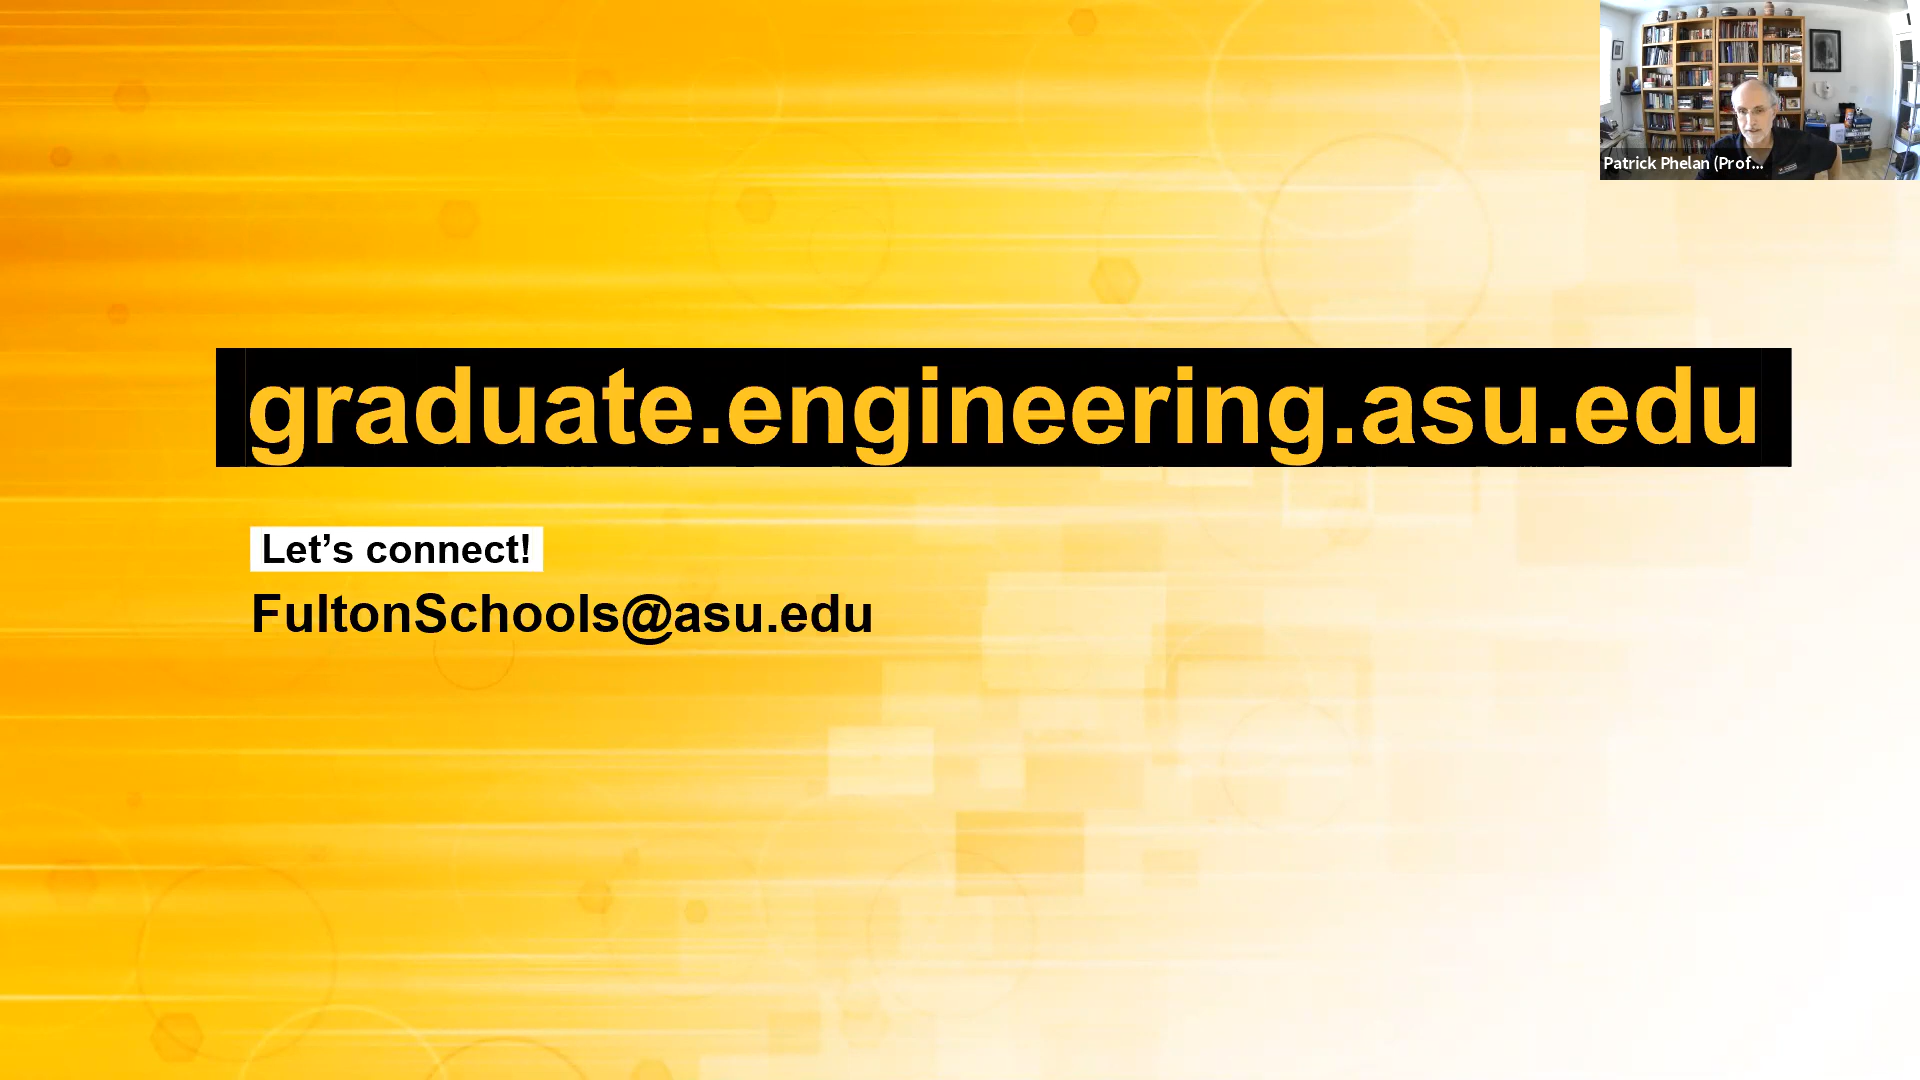 Patrick Phelan (Prof...
graduate.engineering.asu.edu
Let’s connect!
FultonSchools@asu.edu